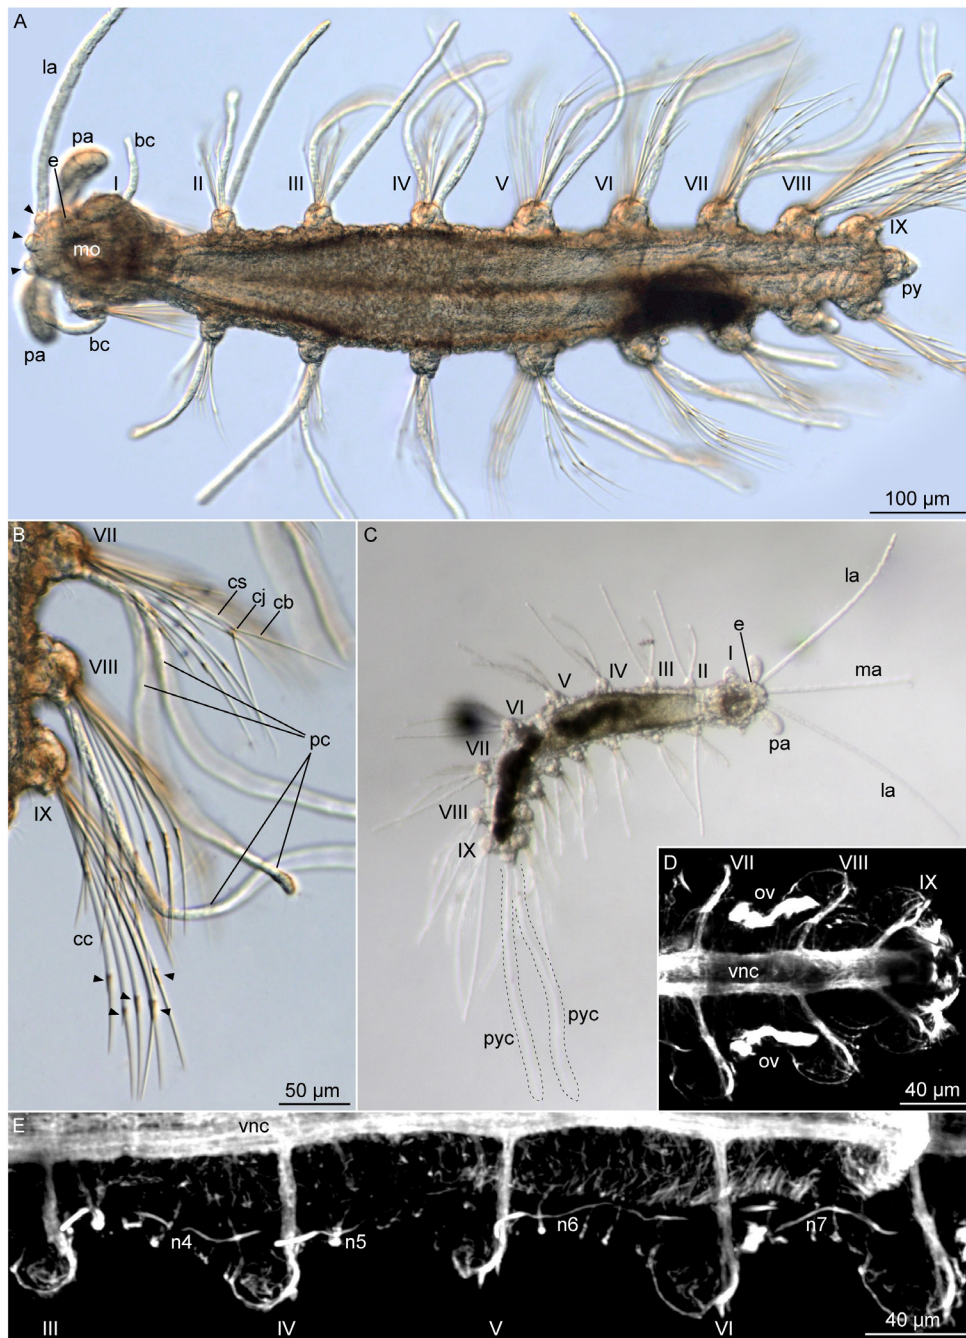 A
la
pa
bc
e
I
II
III
IV
V
VI
VII
VIII
IX
mo
py
pa
bc
100 µm
B
VII
cs
cj
cb
VIII
pc
IX
cc
50 µm
C
la
e
I
II
III
IV
V
ma
VI
pa
VII
la
VIII
IX
pyc
pyc
D
VII
VIII
IX
ov
vnc
ov
40 µm
E
vnc
n4
n5
n6
n7
III
IV
V
VI
40 µm